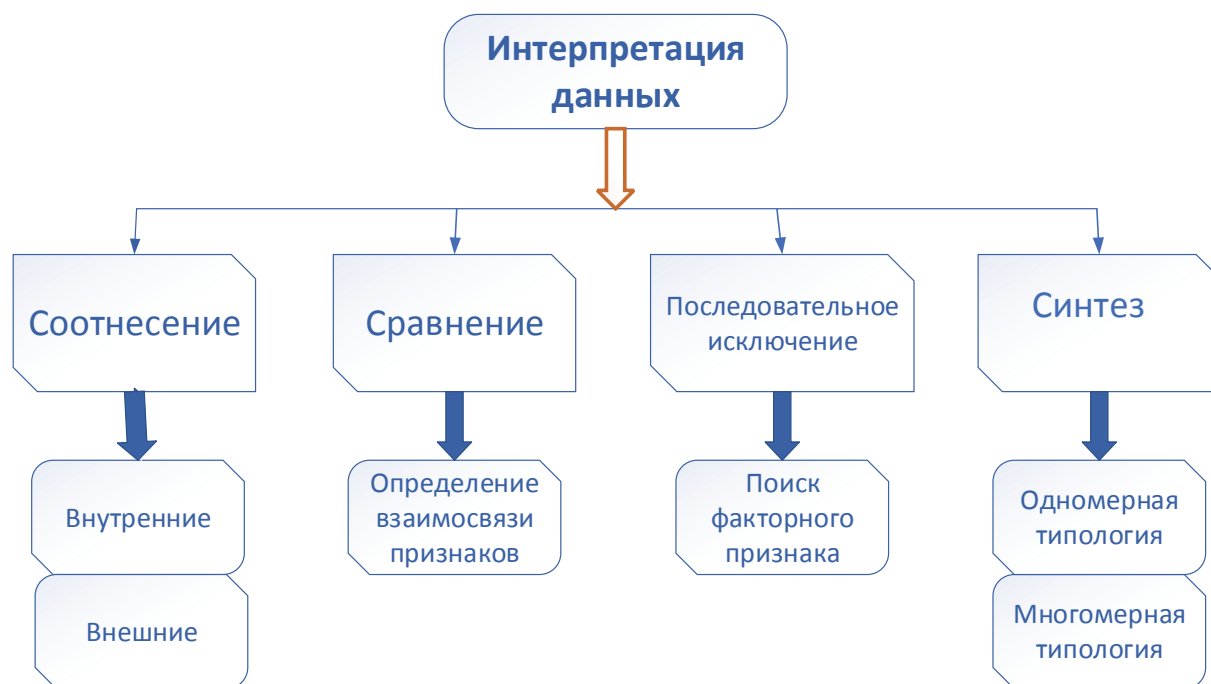 Интерпретация
данных
Соотнесение
Сравнение
Последовательное
исключение
Синтез
Внутренние
Внешние
Определение
взаимосвязи
признаков
Поиск
факторного
признака
Одномерная
типология
Многомерная
типология